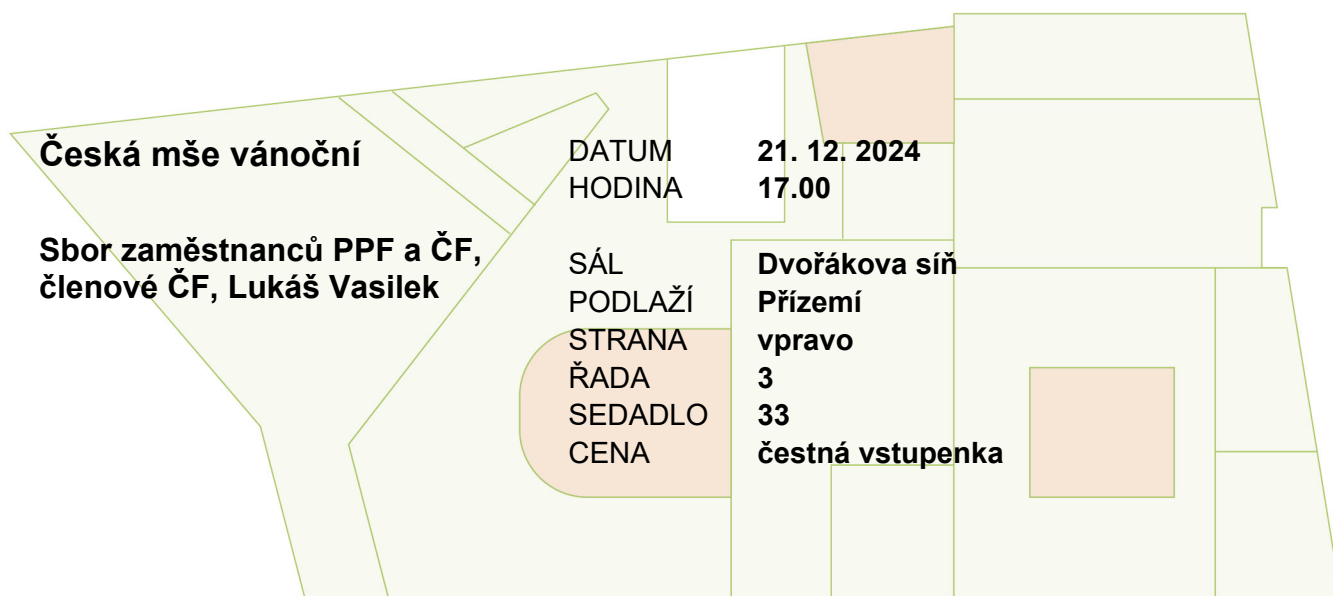 Česká mše vánoční
Sbor zaměstnanců PPF a ČF,
členové ČF, Lukáš Vasilek
DATUM 21. 12. 2024
HODINA 17.00
SÁL Dvořákova síň
PODLAŽÍ Přízemí
STRANA vpravo
ŘADA 3
SEDADLO 33
CENA čestná vstupenka